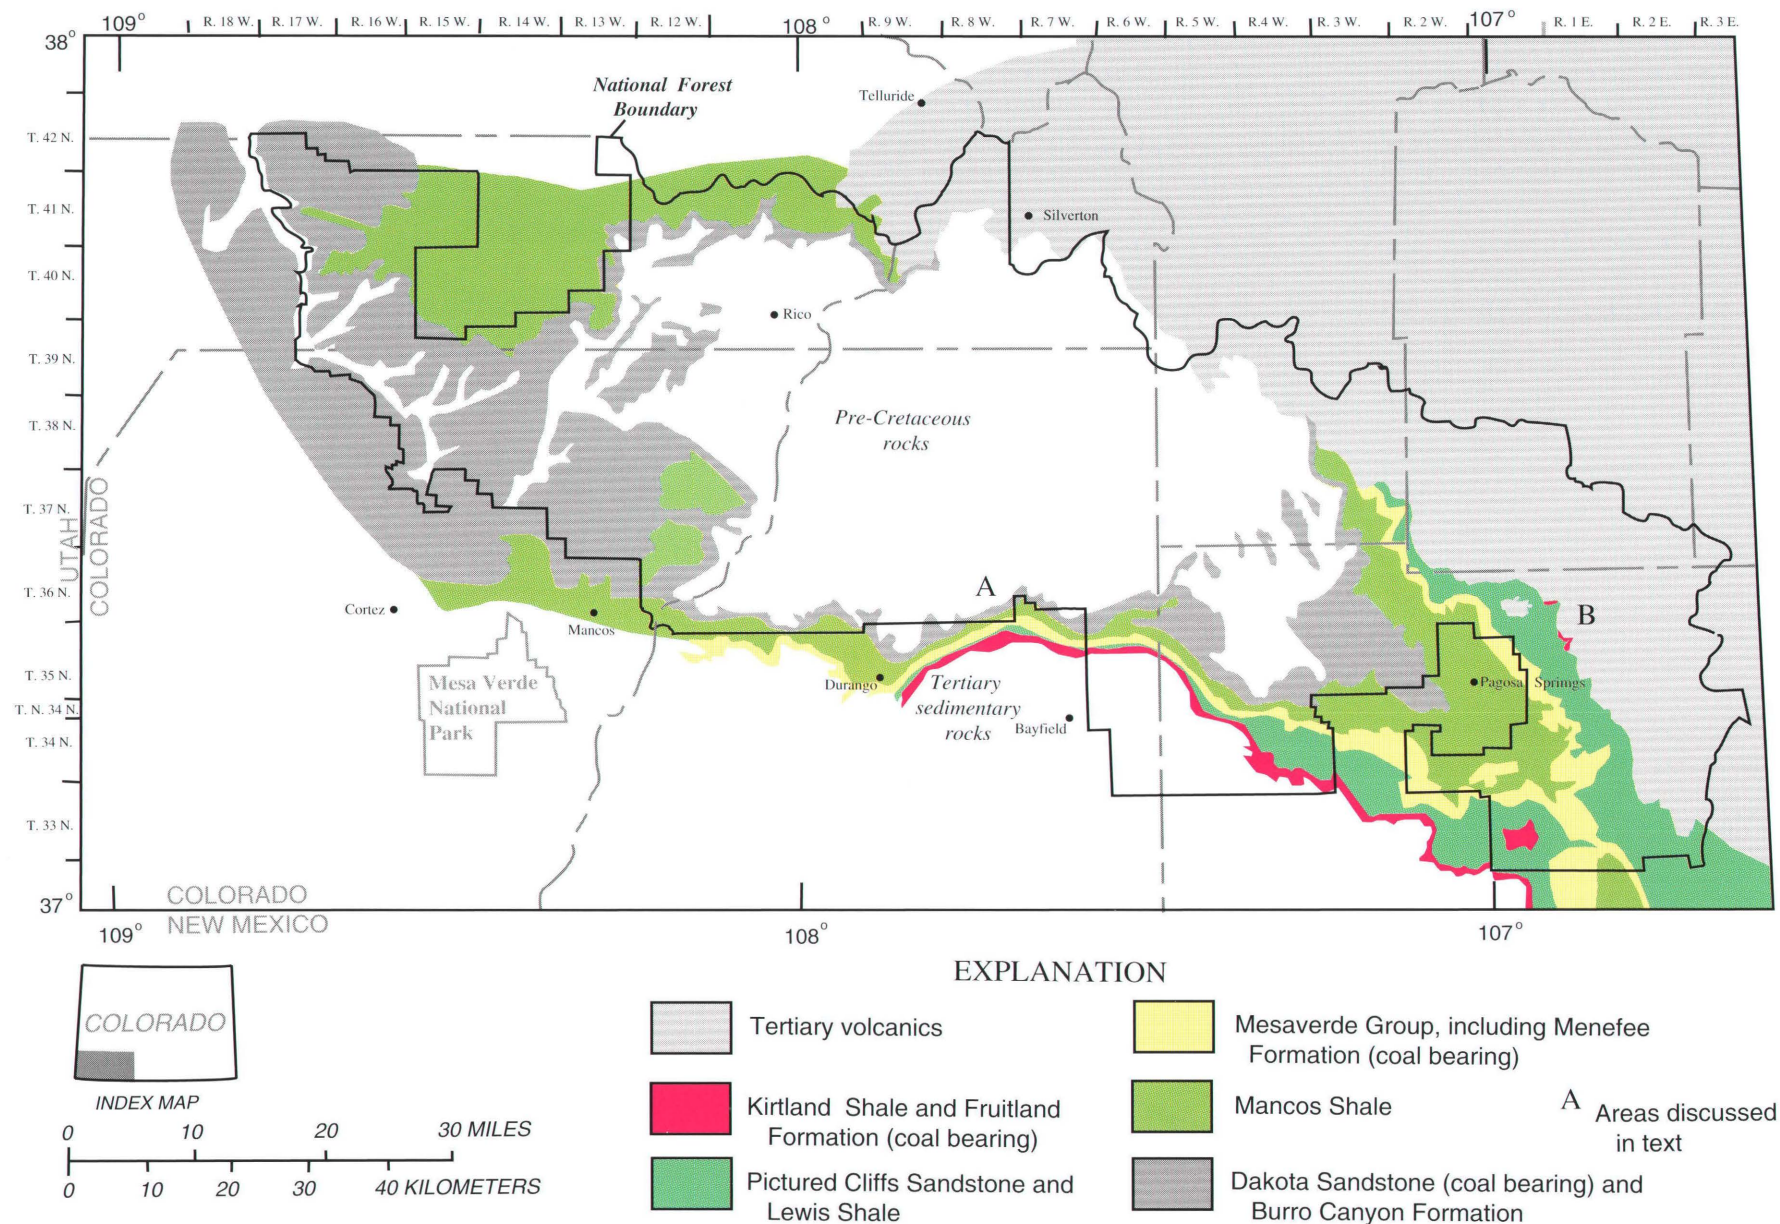 109° 108° 107°
R. 18 W. R. 17 W. R. 16 W. R. 15 W. R. 14 W. R. 13 W. R. 12 W. R. 9 W. R. 8 W. R. 7 W. R. 6 W. R. 5 W. R.4 W. R. 3 W. R. 2 W. R. 1 E. R. 2 E. R. 3 E.
38°
National Forest
Boundary
Telluride
T. 42 N.
T. 41 N.
Silverton
T. 40 N.
Rico
T. 39 N.
Pre-Cretaceous
rocks
T. 38 N.
T. 37 N.
UTAH
COLORADO
T. 36 N.
A
B
Cortez
Mancos
T. 35 N.
Mesa Verde
National
Park
Durango
Tertiary
sedimentary
rocks
Pagosa Springs
T. N. 34 N.
Bayfield
T. 34 N.
T. 33 N.
37°
COLORADO
NEW MEXICO
109° 108° 107°
COLORADO
INDEX MAP
0 10 20 30 MILES
0 10 20 30 40 KILOMETERS
EXPLANATION
Tertiary volcanics
Kirtland Shale and Fruitland
Formation (coal bearing)
Pictured Cliffs Sandstone and
Lewis Shale
Mesaverde Group, including Menefee
Formation (coal bearing)
Mancos Shale
Dakota Sandstone (coal bearing) and
Burro Canyon Formation
A Areas discussed
in text